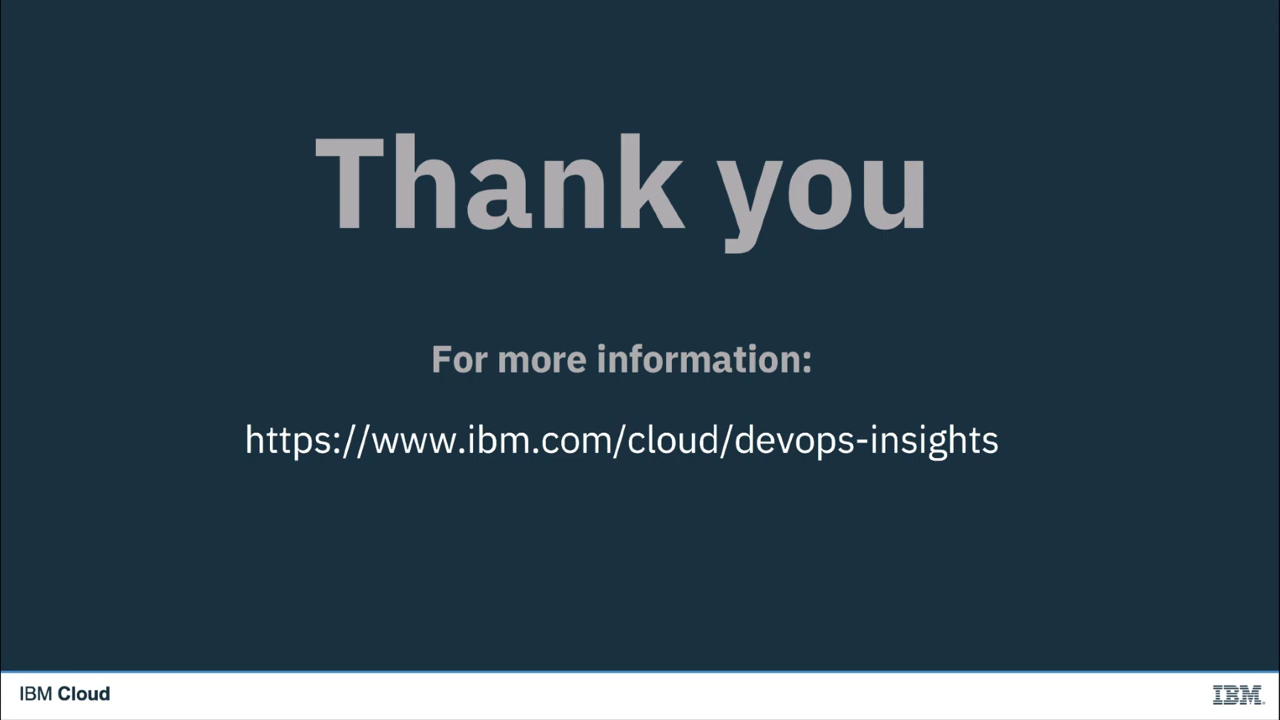 Thank you
For more information:
https://www.ibm.com/cloud/devops-insights
IBM Cloud
IBM